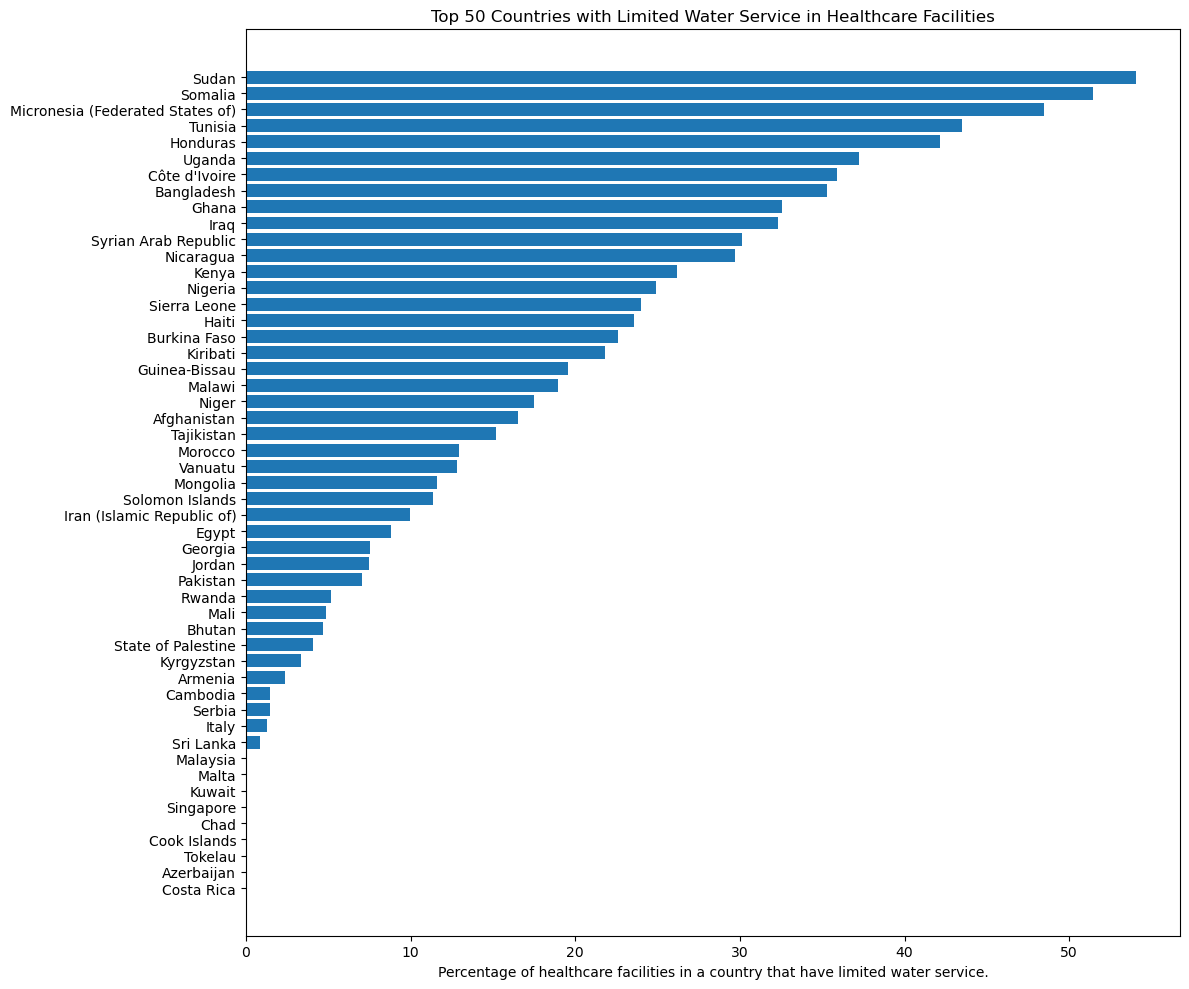 Top 50 Countries with Limited Water Service in Healthcare Facilities
Sudan
Somalia
Micronesia (Federated States of)
Tunisia
Honduras
Uganda
Côte d'Ivoire
Bangladesh
Ghana
Iraq
Syrian Arab Republic
Nicaragua
Kenya
Nigeria
Sierra Leone
Haiti
Burkina Faso
Kiribati
Guinea-Bissau
Malawi
Niger
Afghanistan
Tajikistan
Morocco
Vanuatu
Mongolia
Solomon Islands
Iran (Islamic Republic of)
Egypt
Georgia
Jordan
Pakistan
Rwanda
Mali
Bhutan
State of Palestine
Kyrgyzstan
Armenia
Cambodia
Serbia
Italy
Sri Lanka
Malaysia
Malta
Kuwait
Singapore
Chad
Cook Islands
Tokelau
Azerbaijan
Costa Rica
0 10 20 30 40 50
Percentage of healthcare facilities in a country that have limited water service.